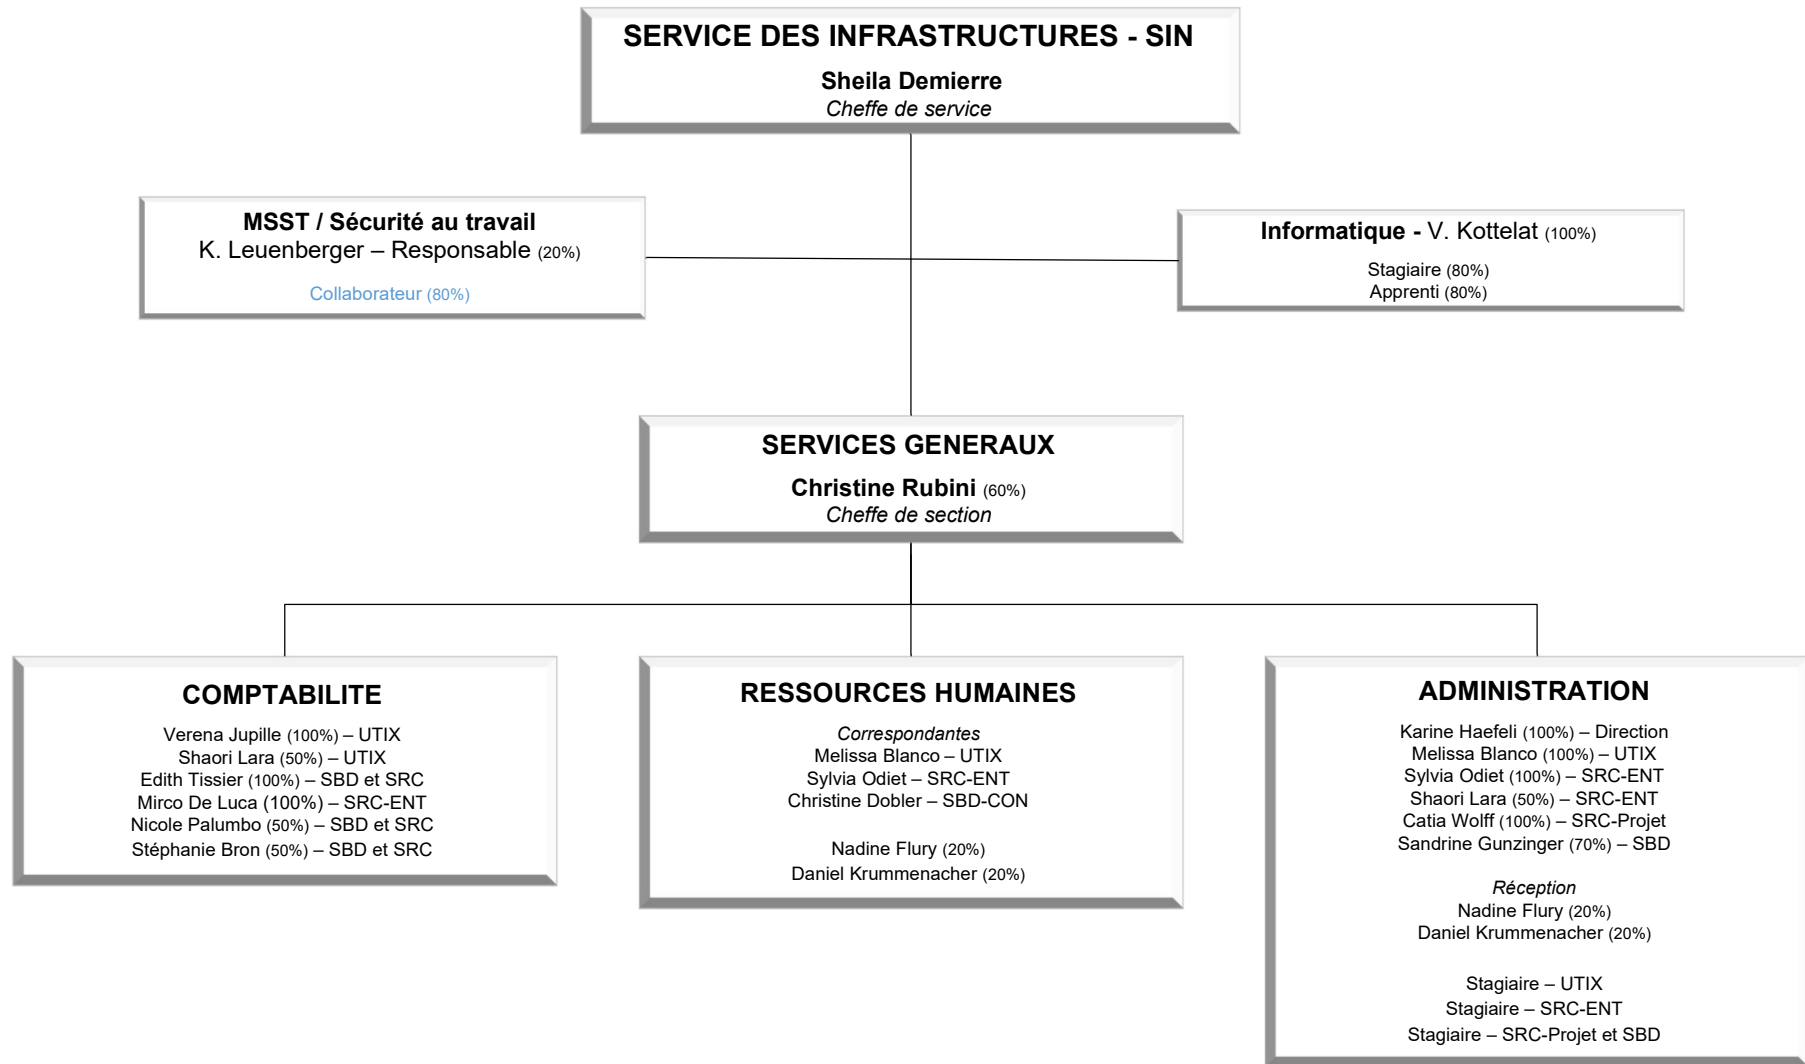 SERVICE DES INFRASTRUCTURES - SIN
Sheila Demierre
Cheffe de service
MSST / Sécurité au travail
K. Leuenberger – Responsable (20%)
Collaborateur (80%)
Informatique - V. Kottelat (100%)
Stagiaire (80%)
Apprenti (80%)
SERVICES GENERAUX
Christine Rubini (60%)
Cheffe de section
COMPTABILITE
Verena Jupille (100%) – UTIX
Shaori Lara (50%) – UTIX
Edith Tissier (100%) – SBD et SRC
Mirco De Luca (100%) – SRC-ENT
Nicole Palumbo (50%) – SBD et SRC
Stéphanie Bron (50%) – SBD et SRC
RESSOURCES HUMAINES
Correspondantes
Melissa Blanco – UTIX
Sylvia Odiet – SRC-ENT
Christine Dobler – SBD-CON
Nadine Flury (20%)
Daniel Krummenacher (20%)
ADMINISTRATION
Karine Haefeli (100%) – Direction
Melissa Blanco (100%) – UTIX
Sylvia Odiet (100%) – SRC-ENT
Shaori Lara (50%) – SRC-ENT
Catia Wolff (100%) – SRC-Projet
Sandrine Gunzinger (70%) – SBD
Réception
Nadine Flury (20%)
Daniel Krummenacher (20%)
Stagiaire – UTIX
Stagiaire – SRC-ENT
Stagiaire – SRC-Projet et SBD